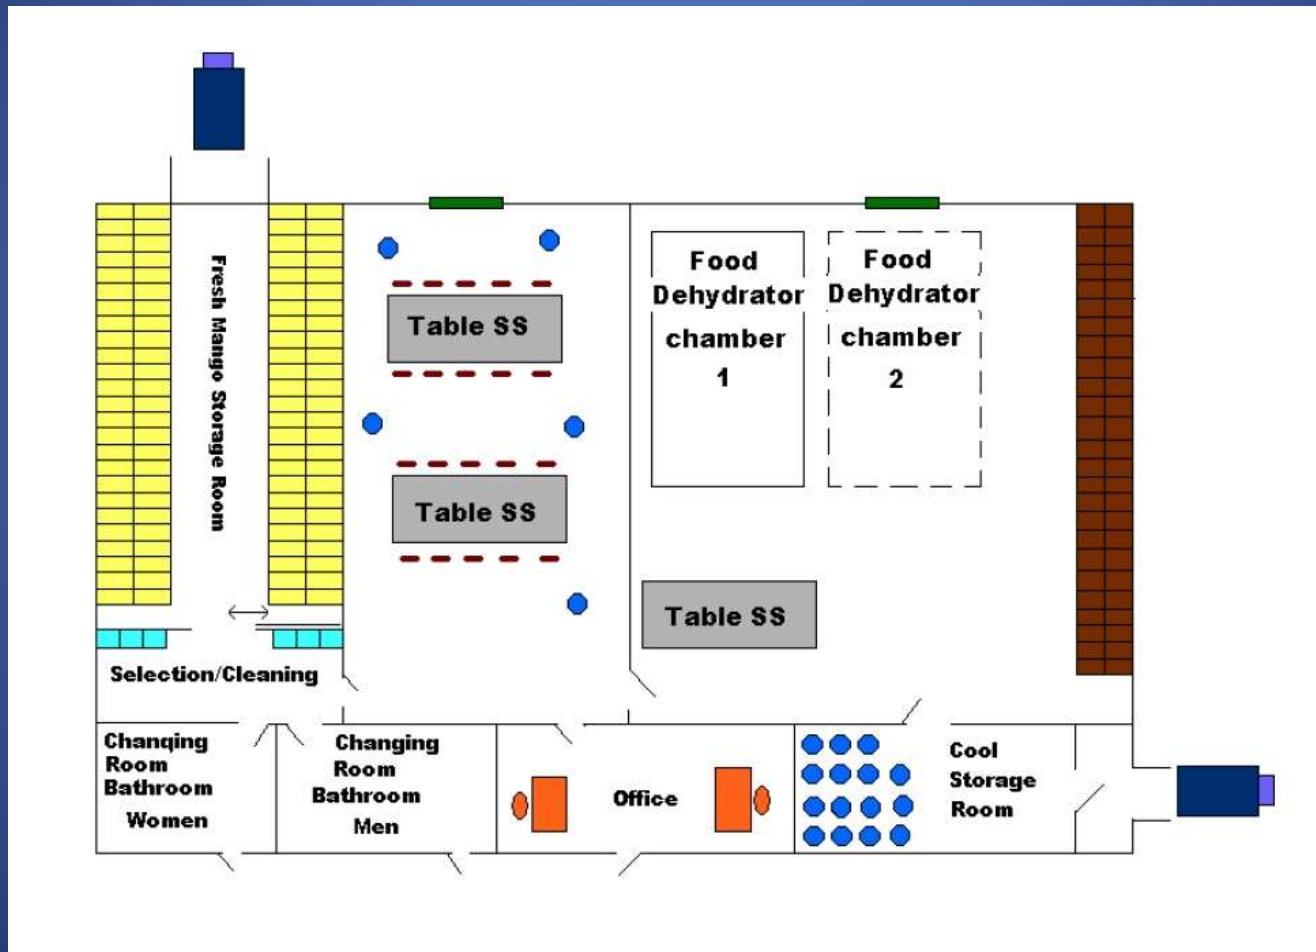 Fresh Mango Storage Room
Table SS
Table SS
Food
Dehydrator
chamber
1
Food
Dehydrator
chamber
2
Table SS
Selection/Cleaning
Changing
Room
Bathroom
Women
Changing
Room
Bathroom
Men
Office
Cool
Storage
Room